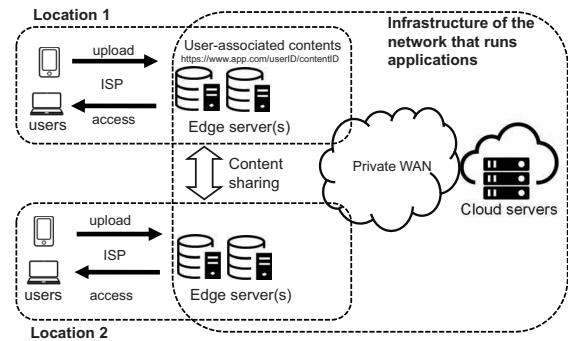 Location 1
Infrastructure of the
network that runs
applications
upload
ISP
access
users
User-associated contents
https://www.app.com/userID/contentID
Edge server(s)
Content
sharing
Private WAN
Cloud servers
upload
ISP
access
users
Edge server(s)
Location 2